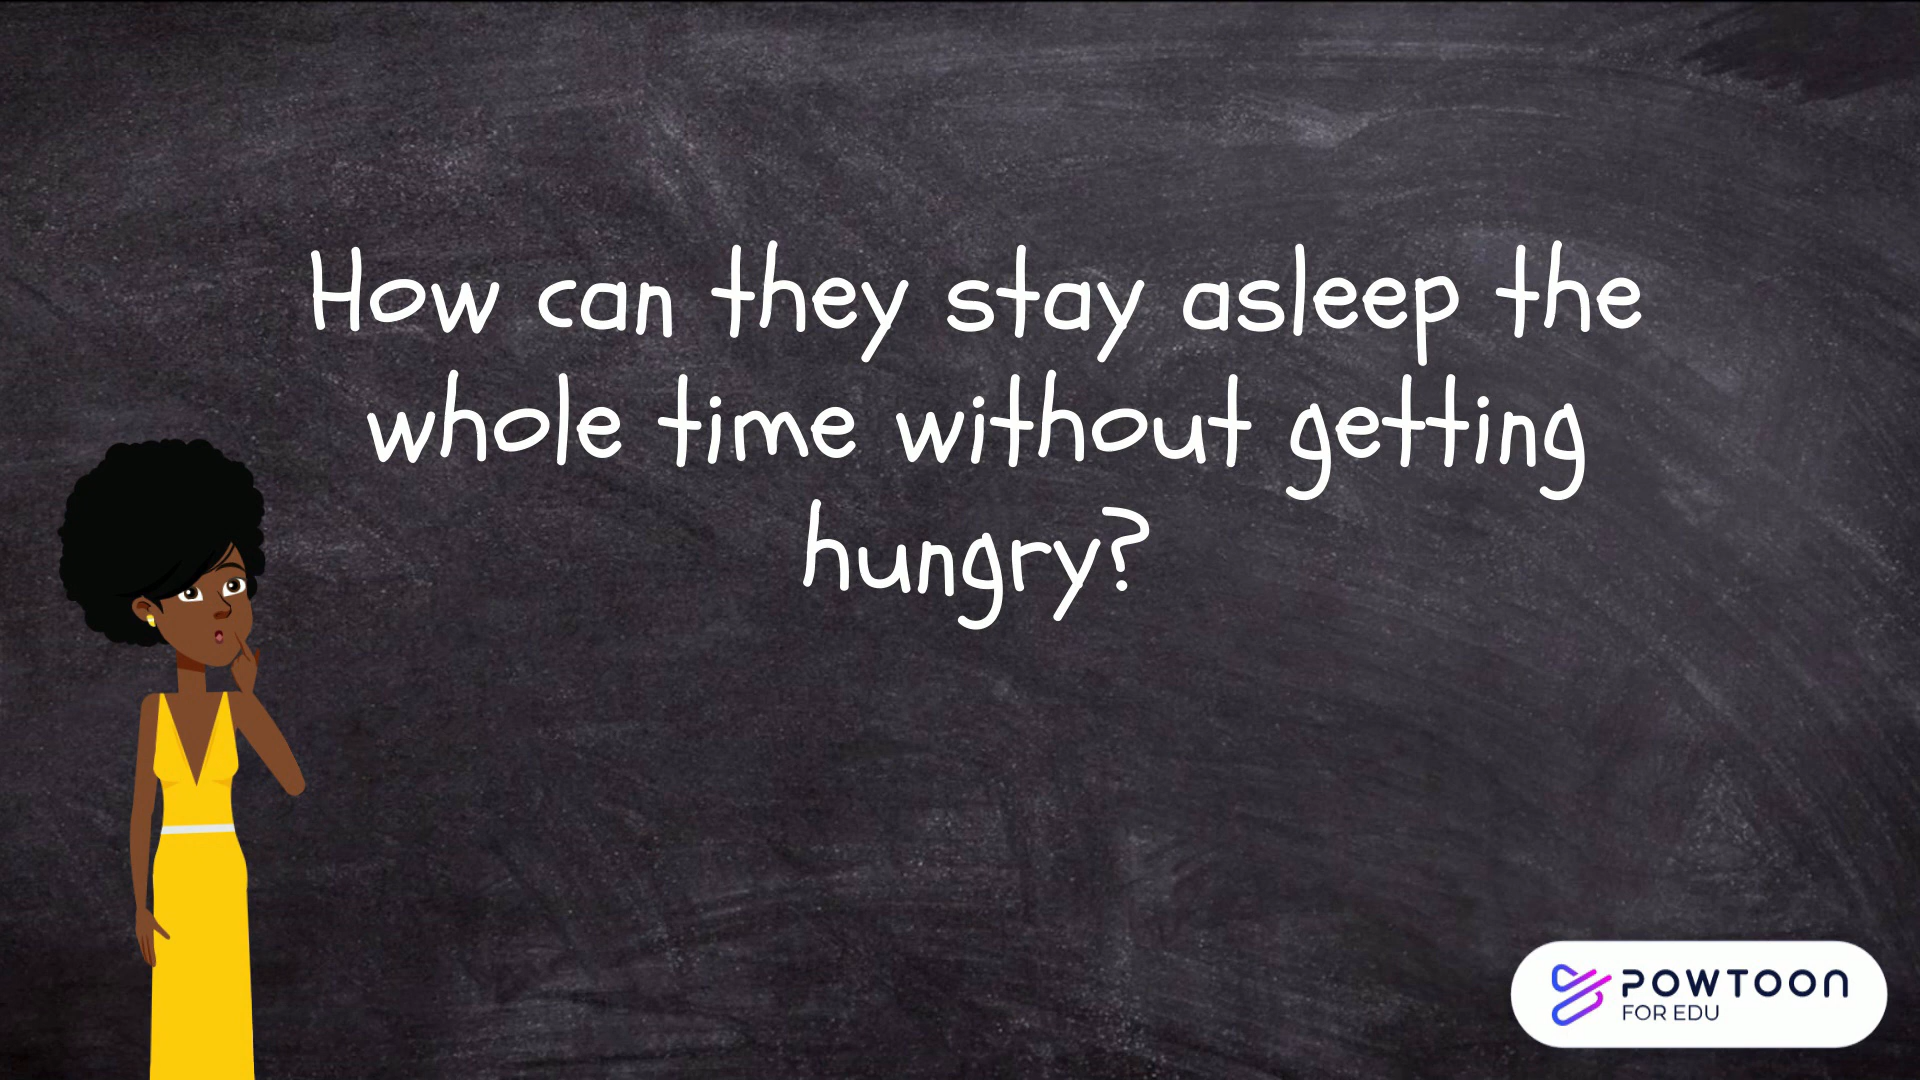 How can they stay asleep the
whole time without getting
hungry?
POWTOON
FOR EDU